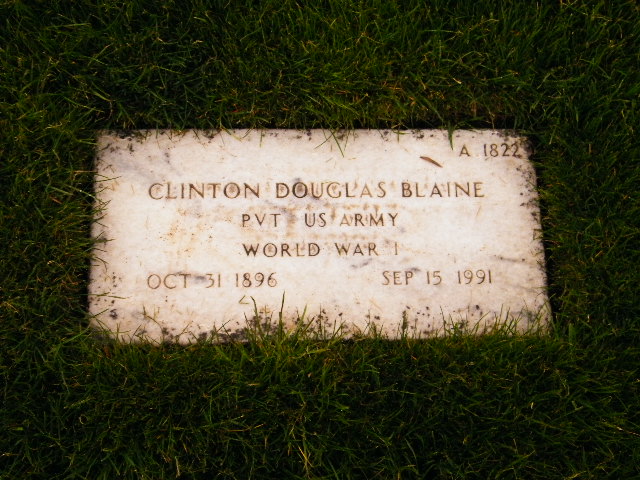 A 1822
CLINTON DOUGLAS BLAINE
PVT US ARMY
WORLD WAR I
OCT 31 1896 SEP 15 1991